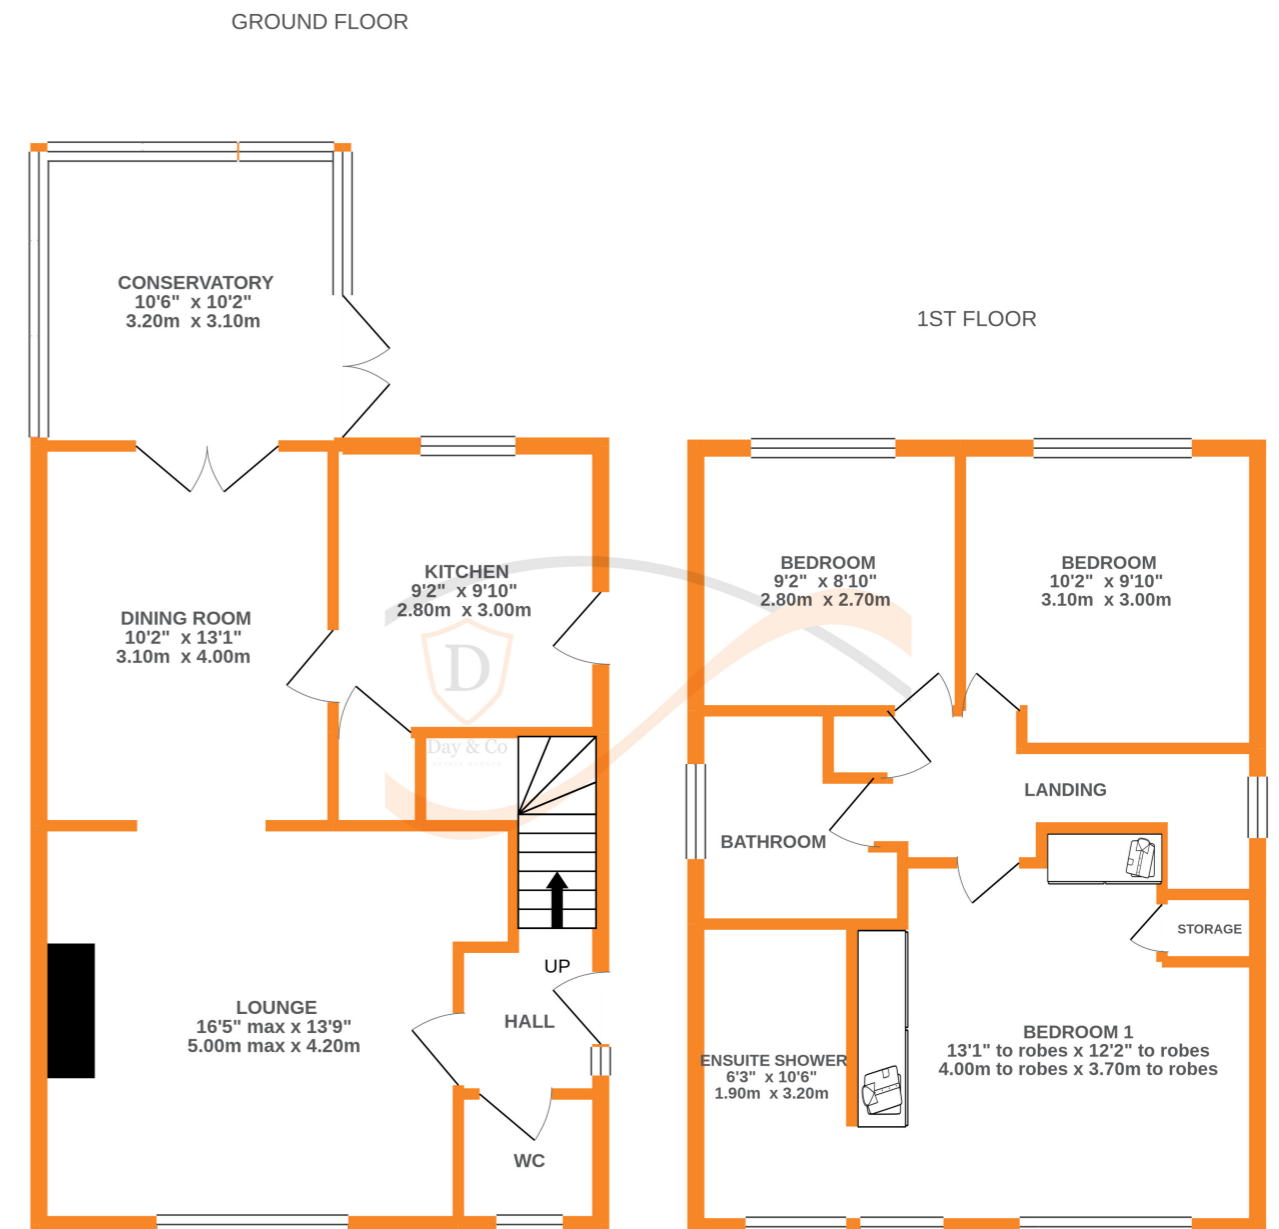 GROUND FLOOR
CONSERVATORY
10'6" x 10'2"
3.20m x 3.10m
1ST FLOOR
KITCHEN
9'2" x 9'10"
2.80m x 3.00m
DINING ROOM
10'2" x 13'1"
3.10m x 4.00m
D
Day & Co
UP
HALL
LOUNGE
16'5" max x 13'9"
5.00m max x 4.20m
WC
BEDROOM
9'2" x 8'10"
2.80m x 2.70m
BEDROOM
10'2" x 9'10"
3.10m x 3.00m
LANDING
BATHROOM
STORAGE
BEDROOM 1
13'1" to robes x 12'2" to robes
4.00m to robes x 3.70m to robes
ENSUITE SHOWER
6'3" x 10'6"
1.90m x 3.20m